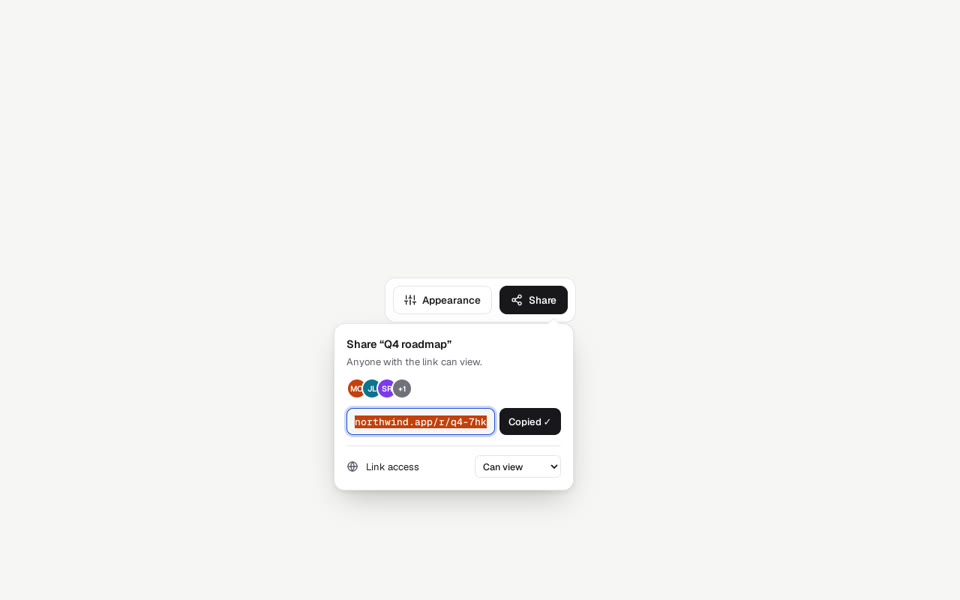 Appearance
Share
Share “Q4 roadmap”
Anyone with the link can view.
MO JL SR +1
northwind.app/r/q4-7hk
Copied ✓
Link access
Can view